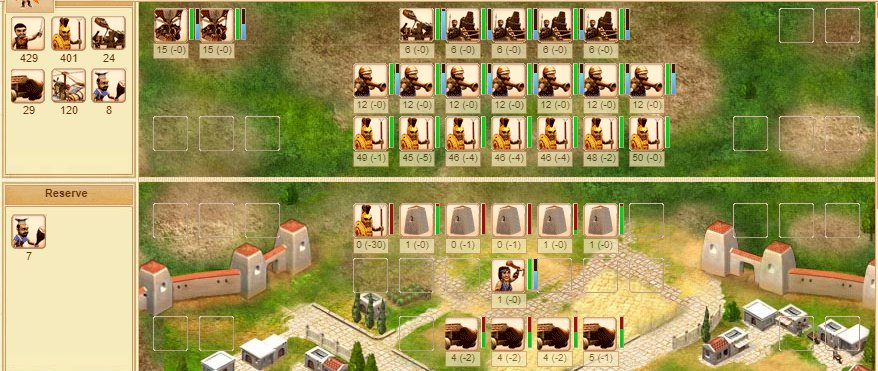 429 401 24
29 120 8
15 (-0) 15 (-0) 6 (-0) 6 (-0) 6 (-0) 6 (-0) 6 (-0)
12 (-0) 12 (-0) 12 (-0) 12 (-0) 12 (-0) 12 (-0) 12 (-0)
49 (-1) 45 (-5) 46 (-4) 46 (-4) 46 (-4) 48 (-2) 50 (-0)
Reserve
7
0 (-30) 1 (-0) 0 (-1) 0 (-1) 1 (-0) 1 (-0)
1 (-0)
4 (-2) 4 (-2) 4 (-2) 5 (-1)